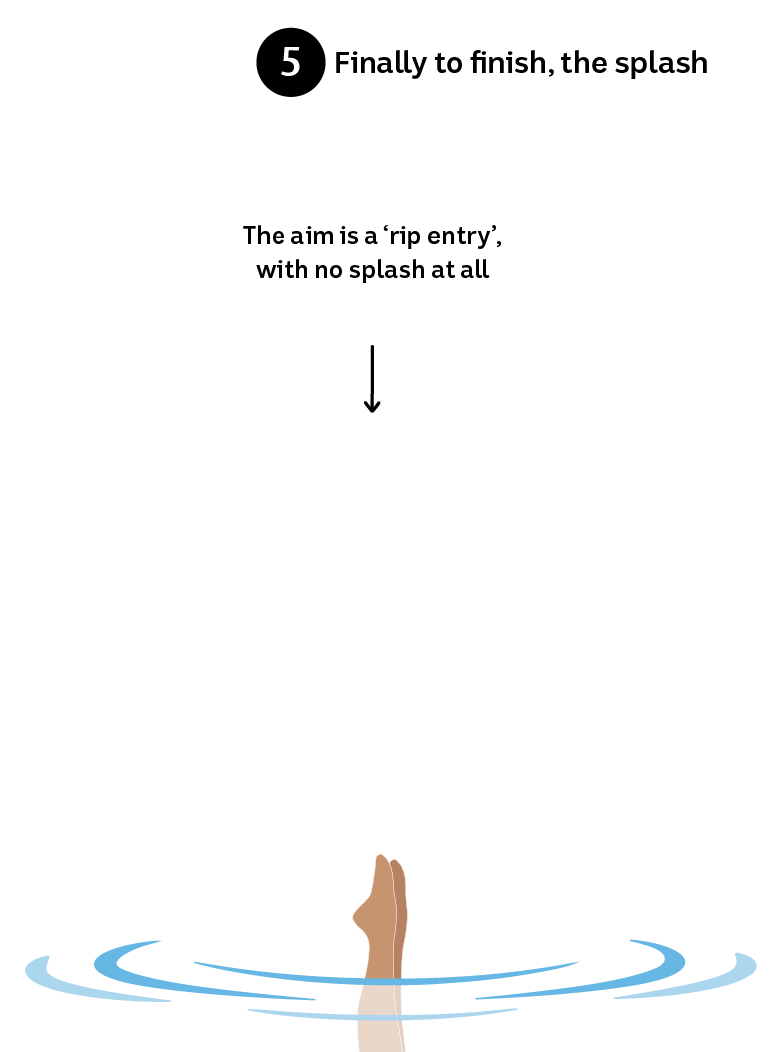 5 Finally to finish, the splash
The aim is a ‘rip entry’,
with no splash at all